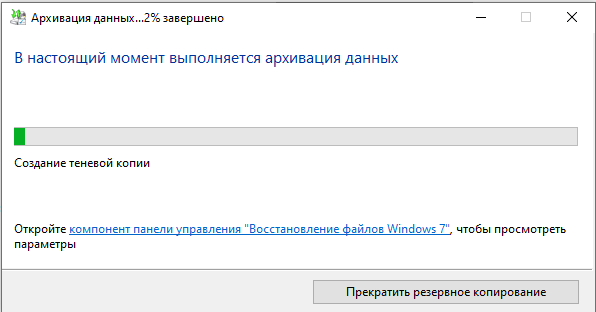 Архивация данных...2% завершено
В настоящий момент выполняется архивация данных
Создание теневой копии
Откройте компонент панели управления "Восстановление файлов Windows 7", чтобы просмотреть
параметры
Прекратить резервное копирование